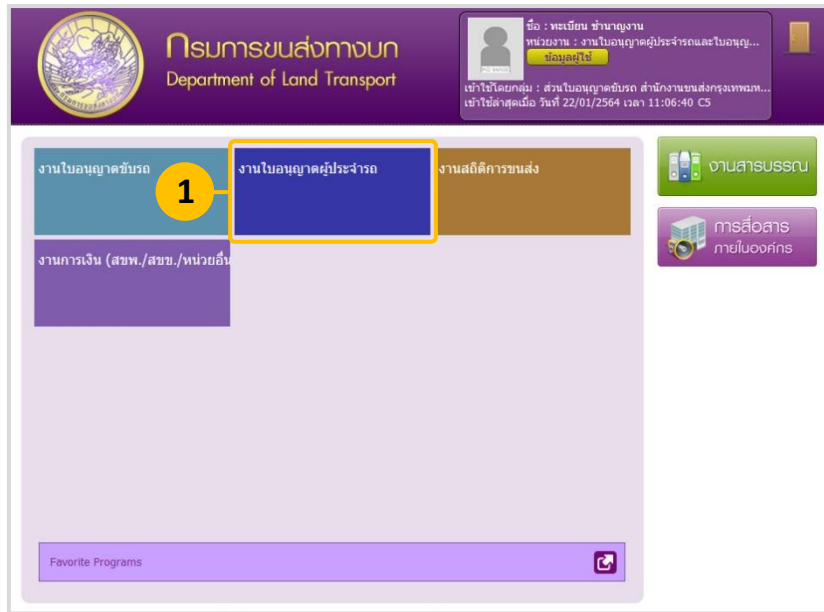 กรมการขนส่งทางบก
Department of Land Transport
ชื่อ : ทะเบียน ชำนาญงาน
หน่วยงาน : งานใบอนุญาตผู้ประจำรถและใบอนุญ...
ข้อมูลผู้ใช้
เข้าใช้โดยกลุ่ม : ส่วนใบอนุญาตขับรถ สำนักงานขนส่งกรุงเทพมห...
เข้าใช้ล่าสุดเมื่อ วันที่ 22/01/2564 เวลา 11:06:40 C5
งานใบอนุญาตขับรถ
1
งานใบอนุญาตผู้ประจำรถ
งานสถิติการขนส่ง
งานการเงิน (สขพ./สขข./หน่วยอื่น
งานสารบรรณ
การสื่อสาร
ภายในองค์กร
Favorite Programs